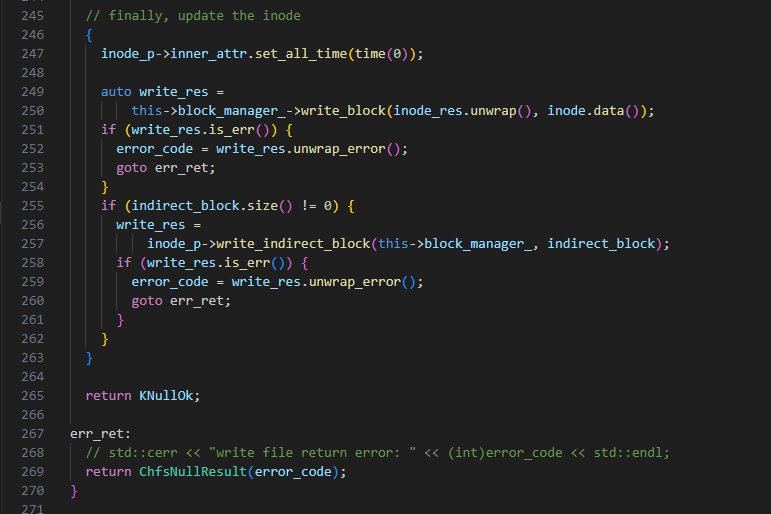 245 // finally, update the inode
246 {
247 inode_p->inner_attr.set_all_time(time(0));
248
249 auto write_res =
250 this->block_manager_->write_block(inode_res.unwrap(), inode.data());
251 if (write_res.is_err()) {
252 error_code = write_res.unwrap_error();
253 goto err_ret;
254 }
255 if (indirect_block.size() != 0) {
256 write_res =
257 inode_p->write_indirect_block(this->block_manager_, indirect_block);
258 if (write_res.is_err()) {
259 error_code = write_res.unwrap_error();
260 goto err_ret;
261 }
262 }
263 }
264
265 return KNullOk;
266
267 err_ret:
268 // std::cerr << "write file return error: " << (int)error_code << std::endl;
269 return ChfsNullResult(error_code);
270 }
271